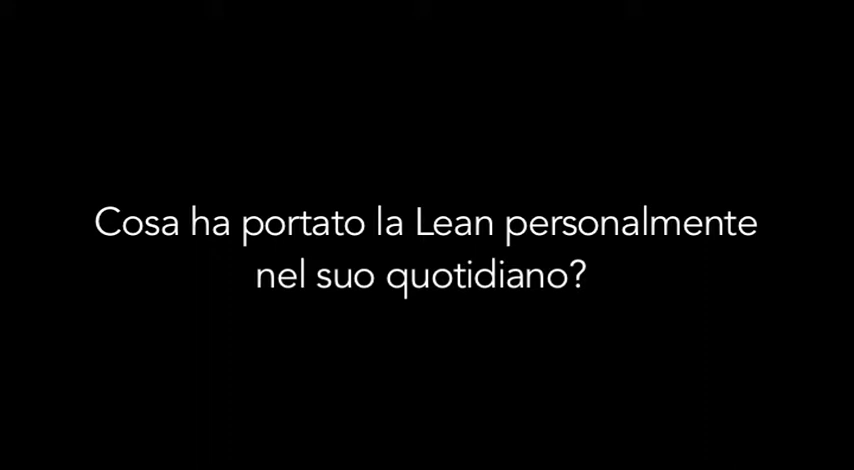 Cosa ha portato la Lean personalmente
nel suo quotidiano?